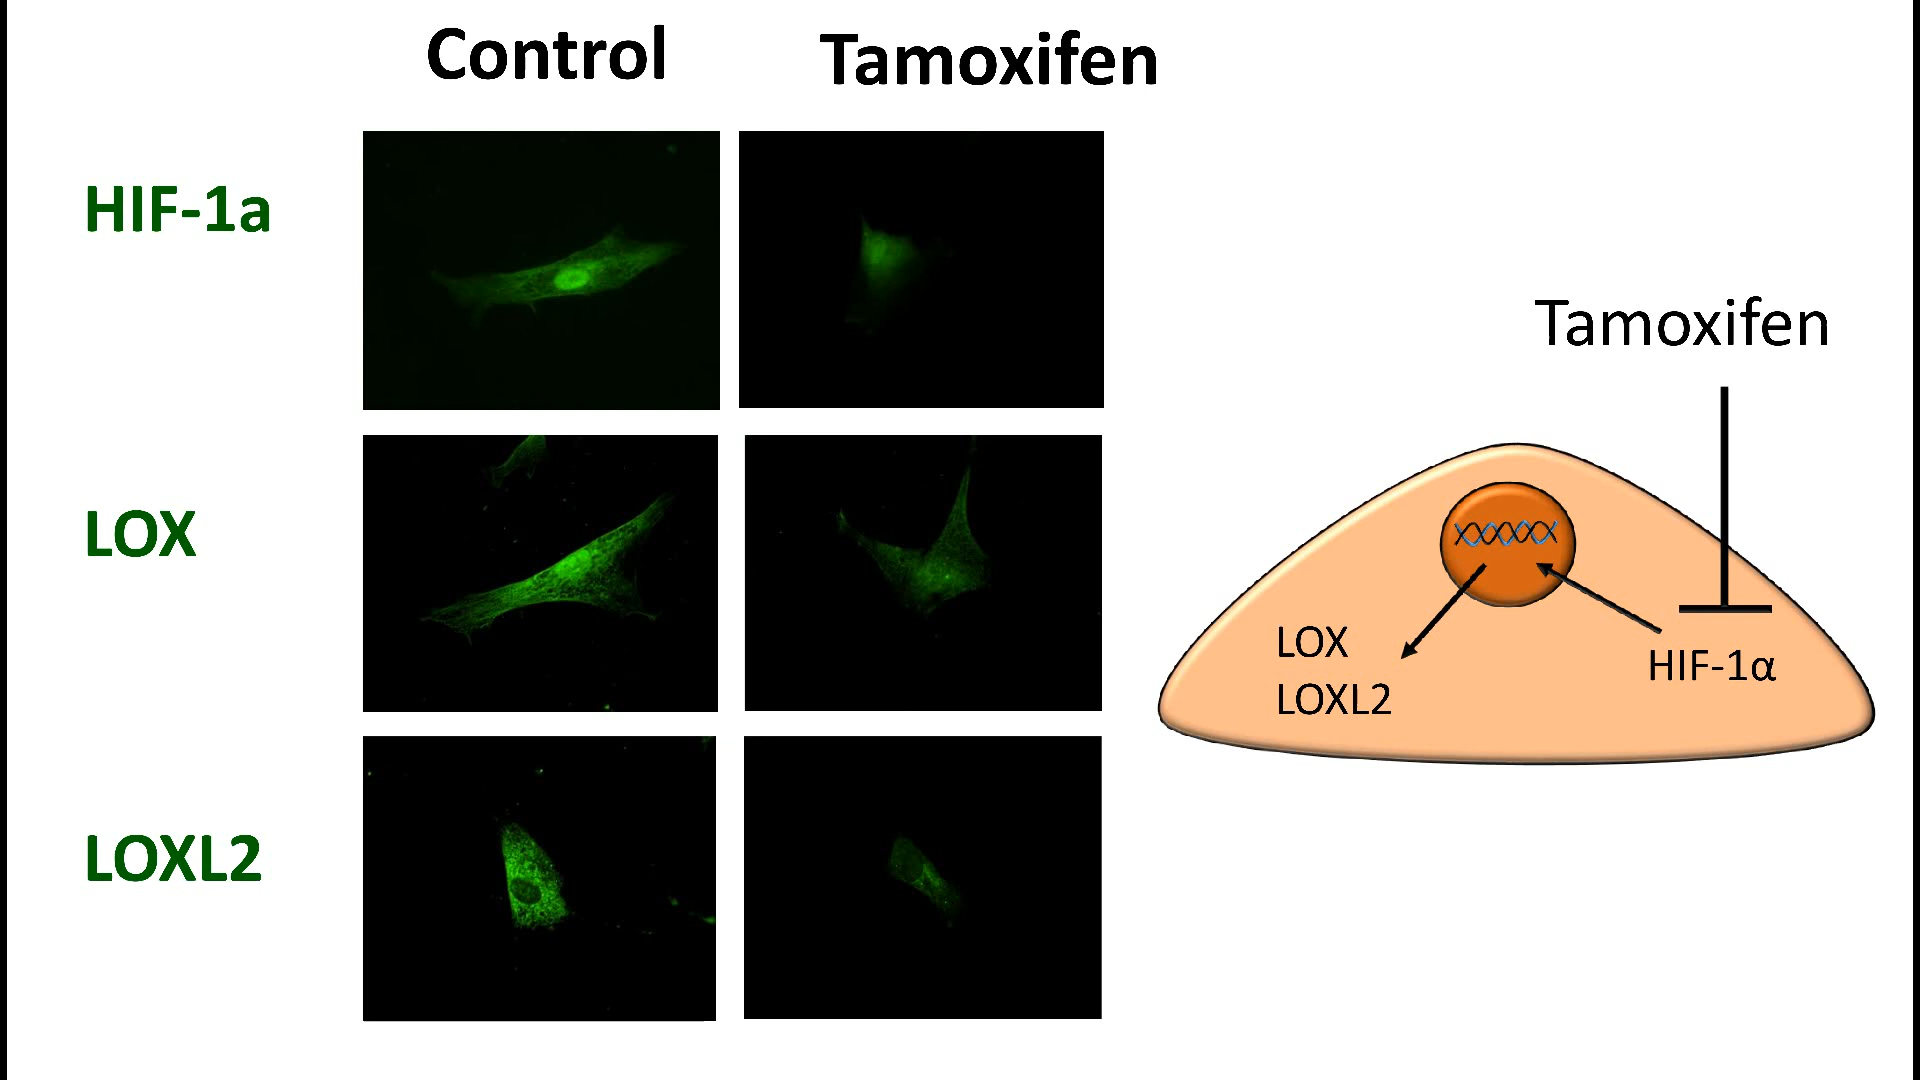 Control
Tamoxifen
HIF-1a
LOX
LOXL2
Tamoxifen
LOX
LOXL2
HIF-1α